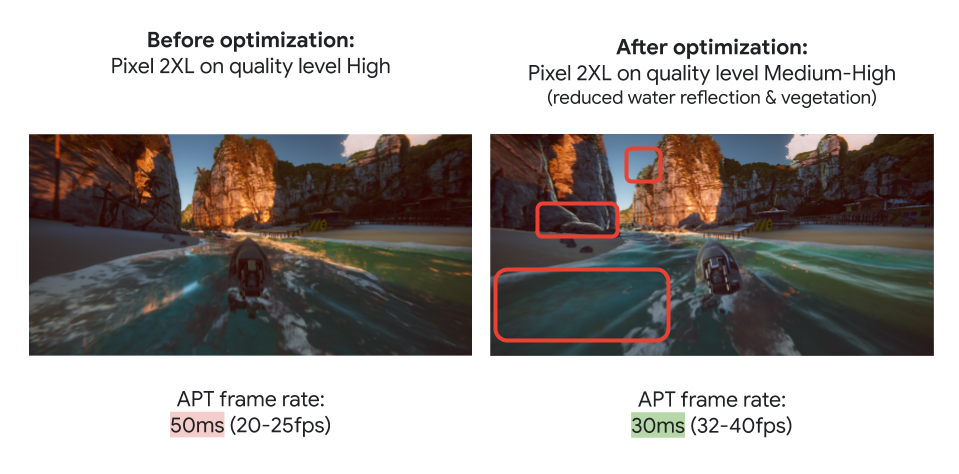 Before optimization:
Pixel 2XL on quality level High
After optimization:
Pixel 2XL on quality level Medium-High
(reduced water reflection & vegetation)
APT frame rate:
50ms (20-25fps)
APT frame rate:
30ms (32-40fps)